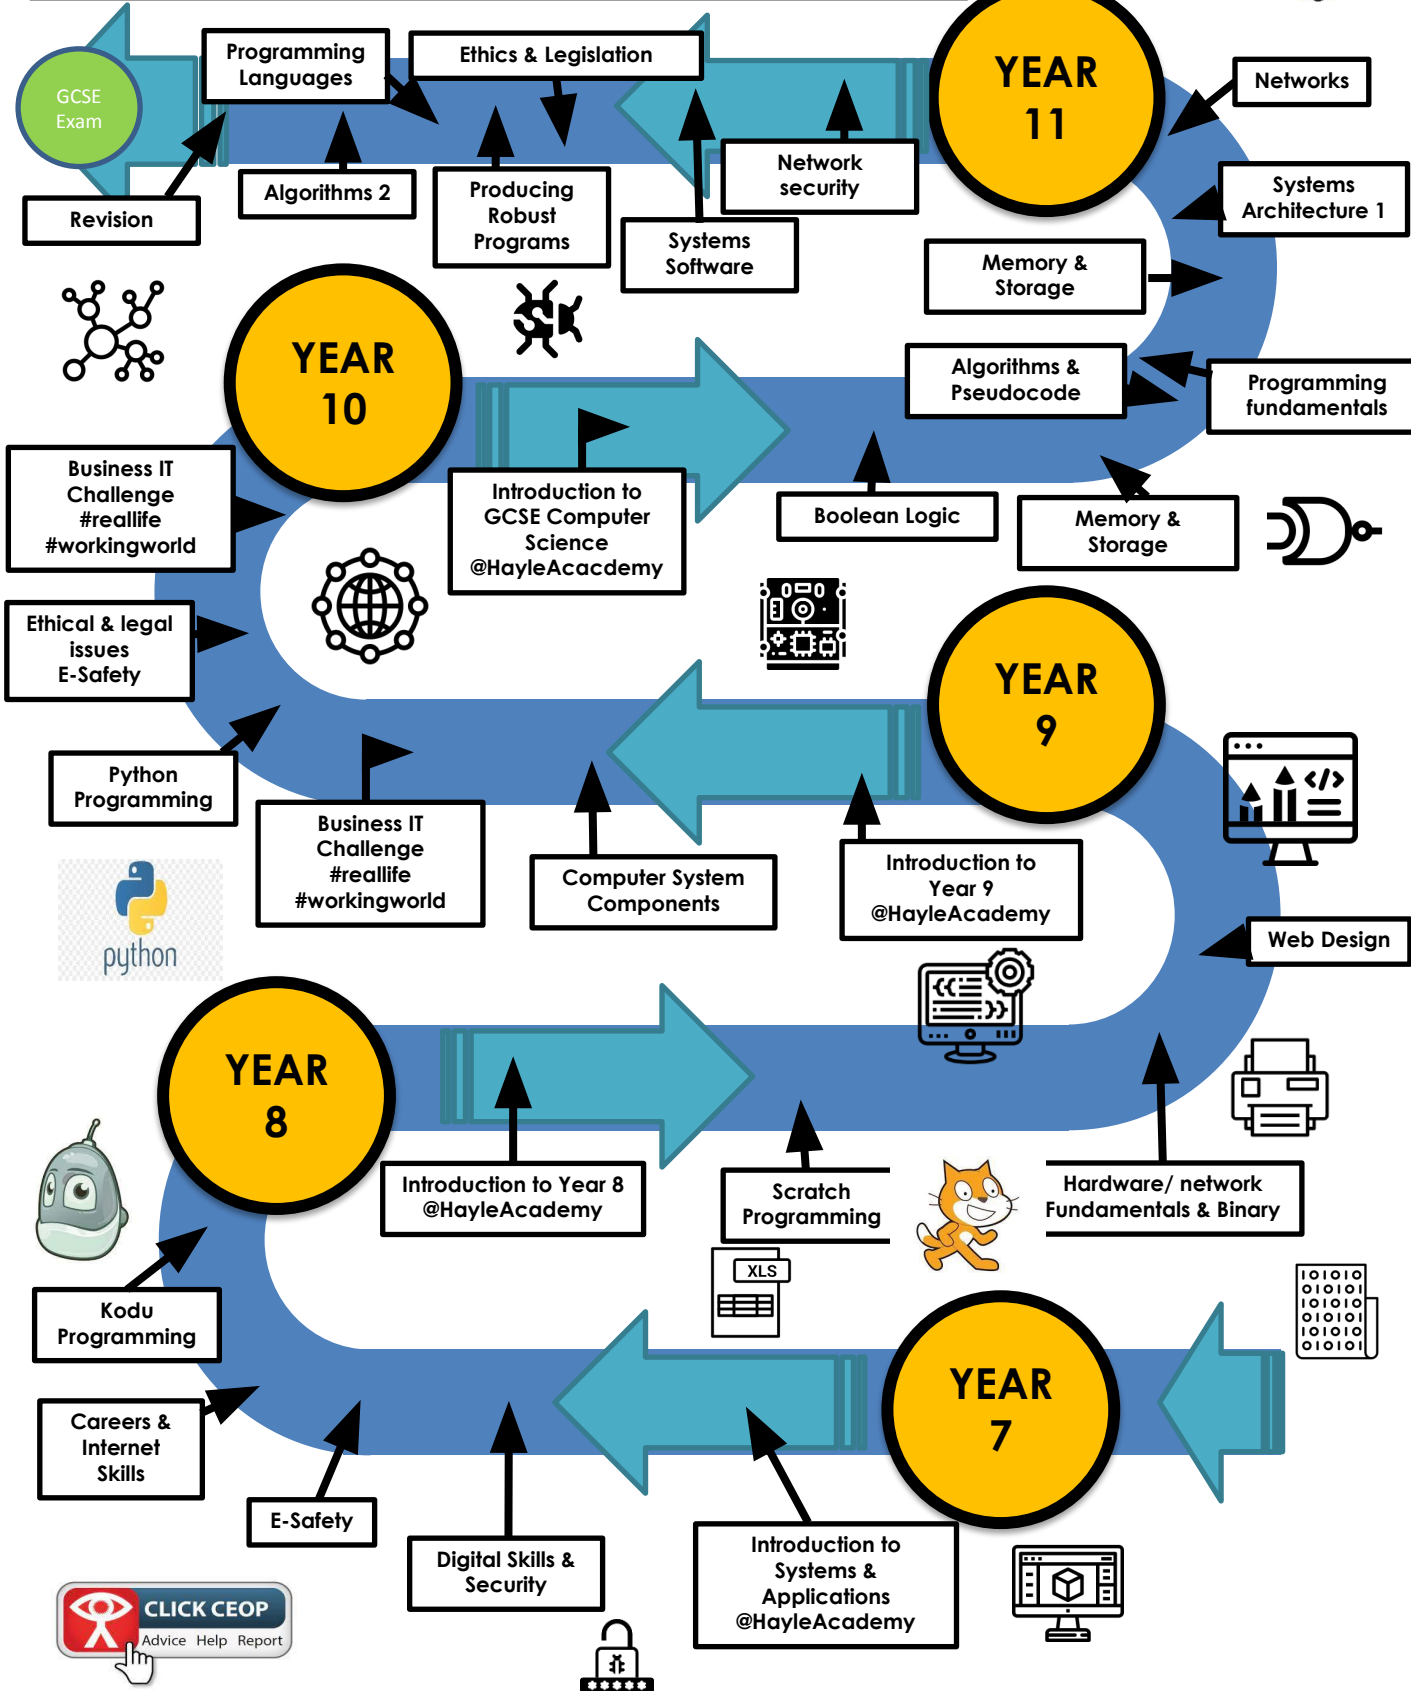 Programming
Languages
Ethics & Legislation
YEAR
11
Networks
GCSE
Exam
Revision
Algorithms 2
Producing
Robust
Programs
Systems
Software
Network
security
Systems
Architecture 1
Memory &
Storage
YEAR
10
Algorithms &
Pseudocode
Programming
fundamentals
Business IT
Challenge
#reallife
#workingworld
Introduction to
GCSE Computer
Science
@HayleAcacdemy
Boolean Logic
Memory &
Storage
Ethical & legal
issues
E-Safety
YEAR
9
Python
Programming
Business IT
Challenge
#reallife
#workingworld
Computer System
Components
Introduction to
Year 9
@HayleAcademy
python
Web Design
YEAR
8
Introduction to Year 8
@HayleAcademy
Scratch
Programming
Hardware/ network
Fundamentals & Binary
XLS
10101O
Kodu
Programming
YEAR
7
Careers &
Internet
Skills
E-Safety
Digital Skills &
Security
Introduction to
Systems &
Applications
@HayleAcademy
CLICK CEOP
Advice Help Report